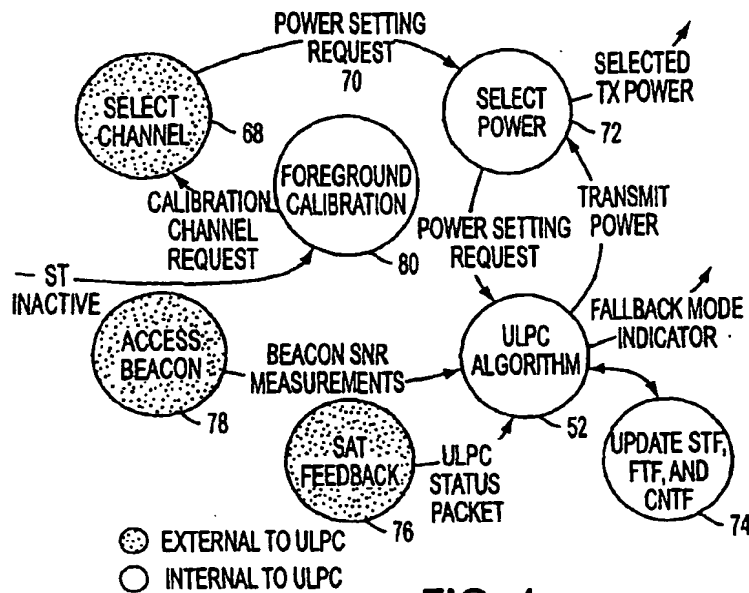 POWER SETTING
REQUEST
70
SELECT
CHANNEL
68
SELECT
POWER
72
SELECTED
TX POWER
FOREGROUND
CALIBRATION
80
CALIBRATION
CHANNEL
REQUEST
POWER SETTING
REQUEST
TRANSMIT
POWER
— ST
INACTIVE
ACCESS
BEACON
78
BEACON SNR
MEASUREMENTS
ULPC
ALGORITHM
52
FALLBACK MODE
INDICATOR
SAT
FEEDBACK
76
ULPC
STATUS
PACKET
UPDATE STF,
FTF, AND
CNTF
74
EXTERNAL TO ULPC
INTERNAL TO ULPC